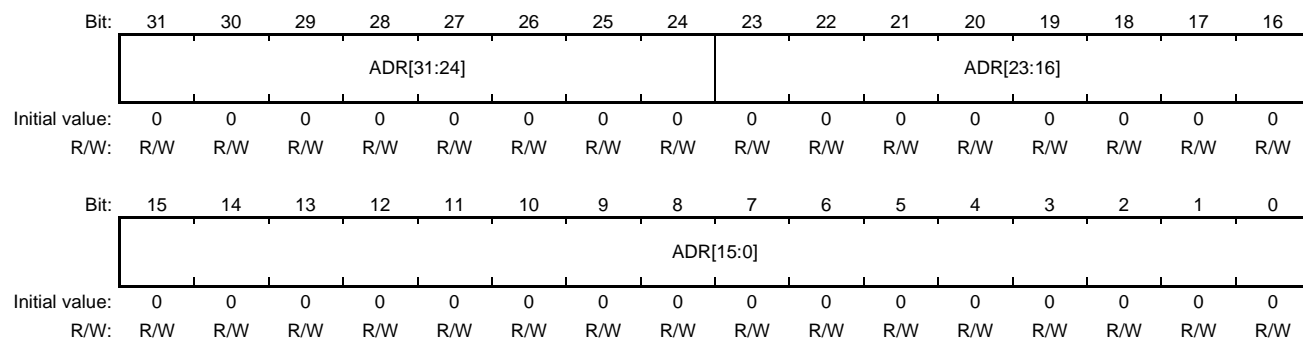 Bit: 31 30 29 28 27 26 25 24 23 22 21 20 19 18 17 16
ADR[31:24] ADR[23:16]
Initial value: 0 0 0 0 0 0 0 0 0 0 0 0 0 0 0 0
R/W: R/W R/W R/W R/W R/W R/W R/W R/W R/W R/W R/W R/W R/W R/W R/W R/W
Bit: 15 14 13 12 11 10 9 8 7 6 5 4 3 2 1 0
ADR[15:0]
Initial value: 0 0 0 0 0 0 0 0 0 0 0 0 0 0 0 0
R/W: R/W R/W R/W R/W R/W R/W R/W R/W R/W R/W R/W R/W R/W R/W R/W R/W